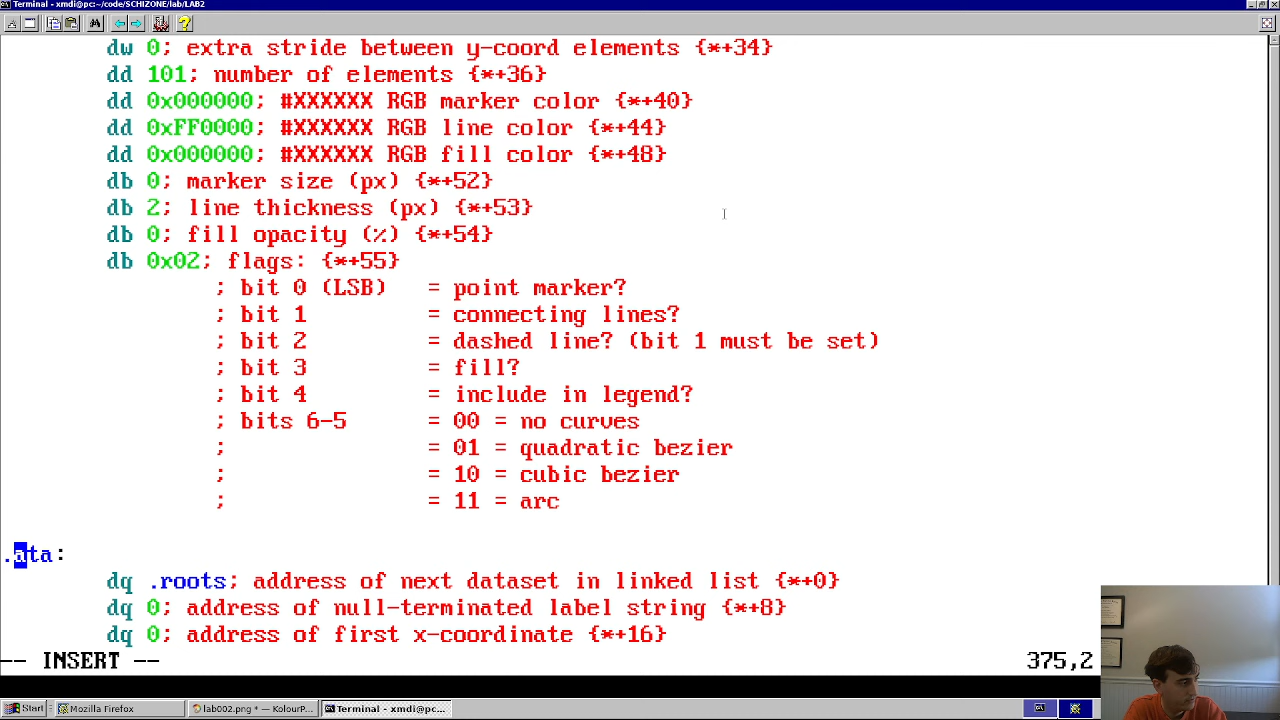 Terminal - xmdi@pc:~/code/SCHIZONE/lab/LAB2
dw 0; extra stride between y-coord elements {*+34}
dd 101; number of elements {*+36}
dd 0x000000; #XXXXXX RGB marker color {*+40}
dd 0xFF0000; #XXXXXX RGB line color {*+44}
dd 0x000000; #XXXXXX RGB fill color {*+48}
db 0; marker size (px) {*+52}
db 2; line thickness (px) {*+53}
db 0; fill opacity (%) {*+54}
db 0x02; flags: {*+55}
; bit 0 (LSB) = point marker?
; bit 1 = connecting lines?
; bit 2 = dashed line? (bit 1 must be set)
; bit 3 = fill?
; bit 4 = include in legend?
; bits 6-5 = 00 = no curves
; = 01 = quadratic bezier
; = 10 = cubic bezier
; = 11 = arc
.ata:
dq .roots; address of next dataset in linked list {*+0}
dq 0; address of null-terminated label string {*+8}
dq 0; address of first x-coordinate {*+16}
-- INSERT -- 375,2
Start Mozilla Firefox lab002.png * — KolourP... Terminal - xmdi@pc...